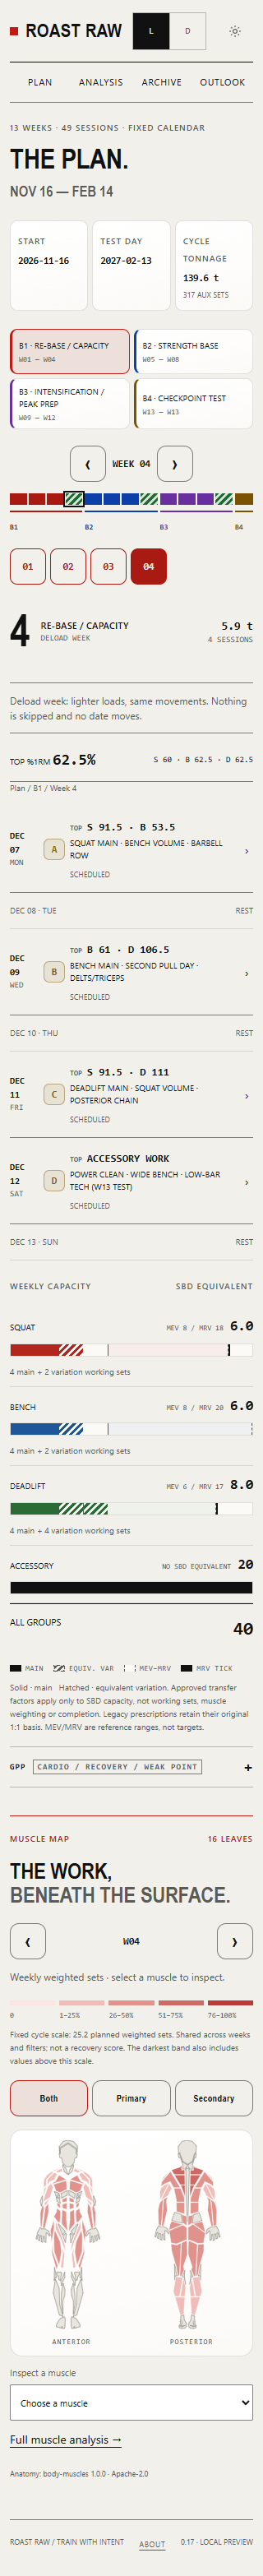 ROAST RAW
L
D
PLAN
ANALYSIS
ARCHIVE
OUTLOOK
13 WEEKS · 49 SESSIONS · FIXED CALENDAR
THE PLAN.
NOV 16 — FEB 14
START
2026-11-16
TEST DAY
2027-02-13
CYCLE
TONNAGE
139.6 t
317 AUX SETS
B1 · RE-BASE / CAPACITY
W01 — W04
B2 · STRENGTH BASE
W05 — W08
B3 · INTENSIFICATION /
PEAK PREP
W09 — W12
B4 · CHECKPOINT TEST
W13 — W13
‹
WEEK 04
›
B1
B2
B3
B4
01
02
03
04
4
RE-BASE / CAPACITY
DELOAD WEEK
5.9 t
4 SESSIONS
Deload week: lighter loads, same movements. Nothing
is skipped and no date moves.
TOP %1RM 62.5%
S 60 · B 62.5 · D 62.5
Plan / B1 / Week 4
DEC
07
MON
A
TOP S 91.5 · B 53.5
SQUAT MAIN · BENCH VOLUME · BARBELL
ROW
SCHEDULED
›
DEC 08 · TUE
REST
DEC
09
WED
B
TOP B 61 · D 106.5
BENCH MAIN · SECOND PULL DAY ·
DELTS/TRICEPS
SCHEDULED
›
DEC 10 · THU
REST
DEC
11
FRI
C
TOP S 91.5 · D 111
DEADLIFT MAIN · SQUAT VOLUME ·
POSTERIOR CHAIN
SCHEDULED
›
DEC
12
SAT
D
TOP ACCESSORY WORK
POWER CLEAN · WIDE BENCH · LOW-BAR
TECH (W13 TEST)
SCHEDULED
›
DEC 13 · SUN
REST
WEEKLY CAPACITY
SBD EQUIVALENT
SQUAT
MEV 8 / MRV 18 6.0
4 main + 2 variation working sets
BENCH
MEV 8 / MRV 20 6.0
4 main + 2 variation working sets
DEADLIFT
MEV 6 / MRV 17 8.0
4 main + 4 variation working sets
ACCESSORY
NO SBD EQUIVALENT 20
ALL GROUPS
40
MAIN
EQUIV. VAR
MEV–MRV
MRV TICK
Solid · main Hatched · equivalent variation. Approved transfer
factors apply only to SBD capacity, not working sets, muscle
weighting or completion. Legacy prescriptions retain their original
1:1 basis. MEV/MRV are reference ranges, not targets.
GPP
CARDIO / RECOVERY / WEAK POINT
+
MUSCLE MAP
16 LEAVES
THE WORK,
BENEATH THE SURFACE.
‹
W04
›
Weekly weighted sets · select a muscle to inspect.
0
1–25%
26–50%
51–75%
76–100%
Fixed cycle scale: 25.2 planned weighted sets. Shared across weeks
and filters; not a recovery score. The darkest band also includes
values above this scale.
Both
Primary
Secondary
ANTERIOR
POSTERIOR
Inspect a muscle
Choose a muscle
Full muscle analysis →
Anatomy: body-muscles 1.0.0 · Apache-2.0
ROAST RAW / TRAIN WITH INTENT
ABOUT
0.17 · LOCAL PREVIEW